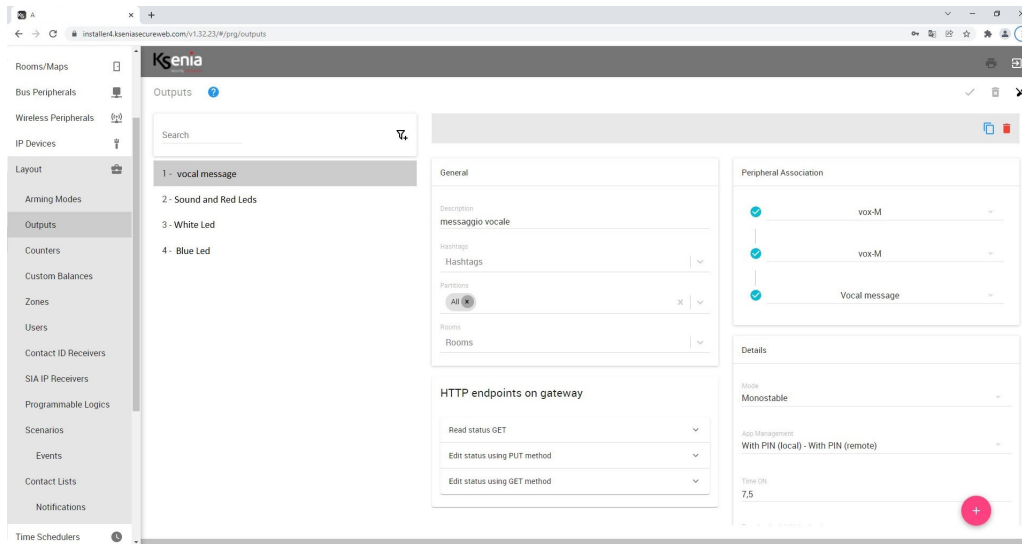 A
installer4.kseniasecureweb.com/v1.32.23/#/prg/outputs
Ksenia
Rooms/Maps
Bus Peripherals
Wireless Peripherals
IP Devices
Layout
Arming Modes
Outputs
Counters
Custom Balances
Zones
Users
Contact ID Receivers
SIA IP Receivers
Programmable Logics
Scenarios
Events
Contact Lists
Notifications
Time Schedulers
Outputs
Search
1 - vocal message
2 - Sound and Red Leds
3 - White Led
4 - Blue Led
General
Description
messaggio vocale
Hashtags
Hashtags
Partitions
All
Rooms
Rooms
HTTP endpoints on gateway
Read status GET
Edit status using PUT method
Edit status using GET method
Peripheral Association
vox-M
vox-M
Vocal message
Details
Mode
Monostable
App Management
With PIN (local) - With PIN (remote)
Time ON
7,5